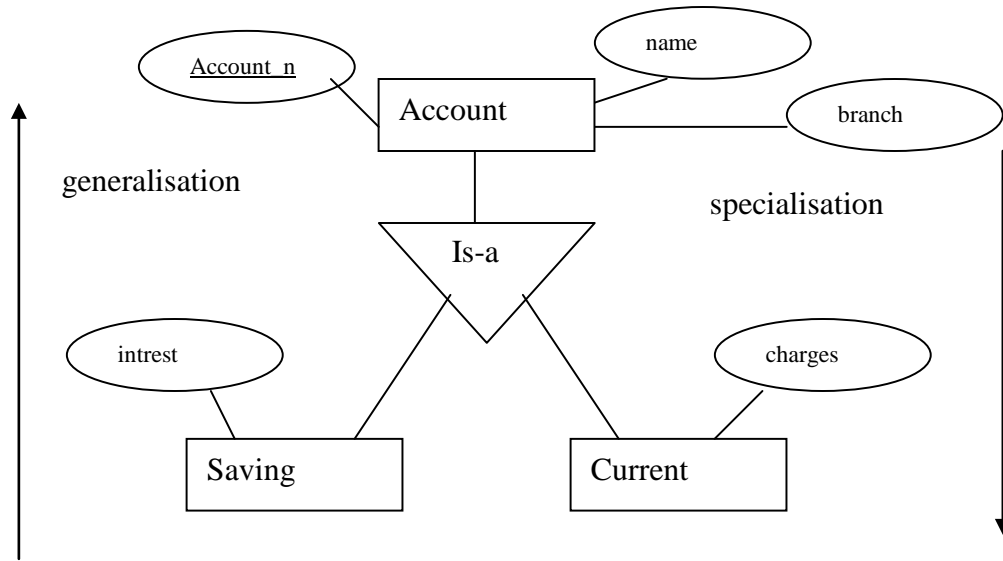 name
Account_n
Account
branch
generalisation
specialisation
Is-a
intrest
charges
Saving
Current